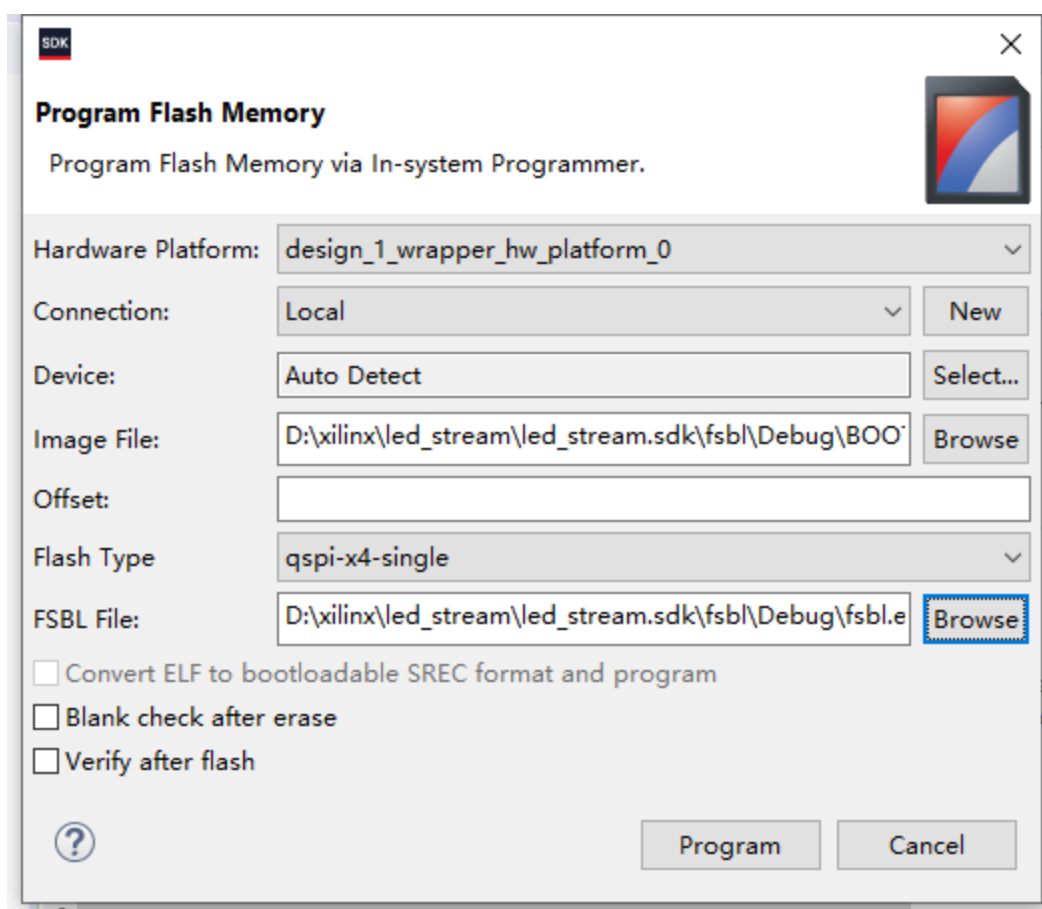 SDK
Program Flash Memory
Program Flash Memory via In-system Programmer.
Hardware Platform: design_1_wrapper_hw_platform_0
Connection: Local New
Device: Auto Detect Select...
Image File: D:\xilinx\led_stream\led_stream.sdk\fsbl\Debug\BOO Browse
Offset:
Flash Type qspi-x4-single
FSBL File: D:\xilinx\led_stream\led_stream.sdk\fsbl\Debug\fsbl.e Browse
Convert ELF to bootloadable SREC format and program
Blank check after erase
Verify after flash
? Program Cancel